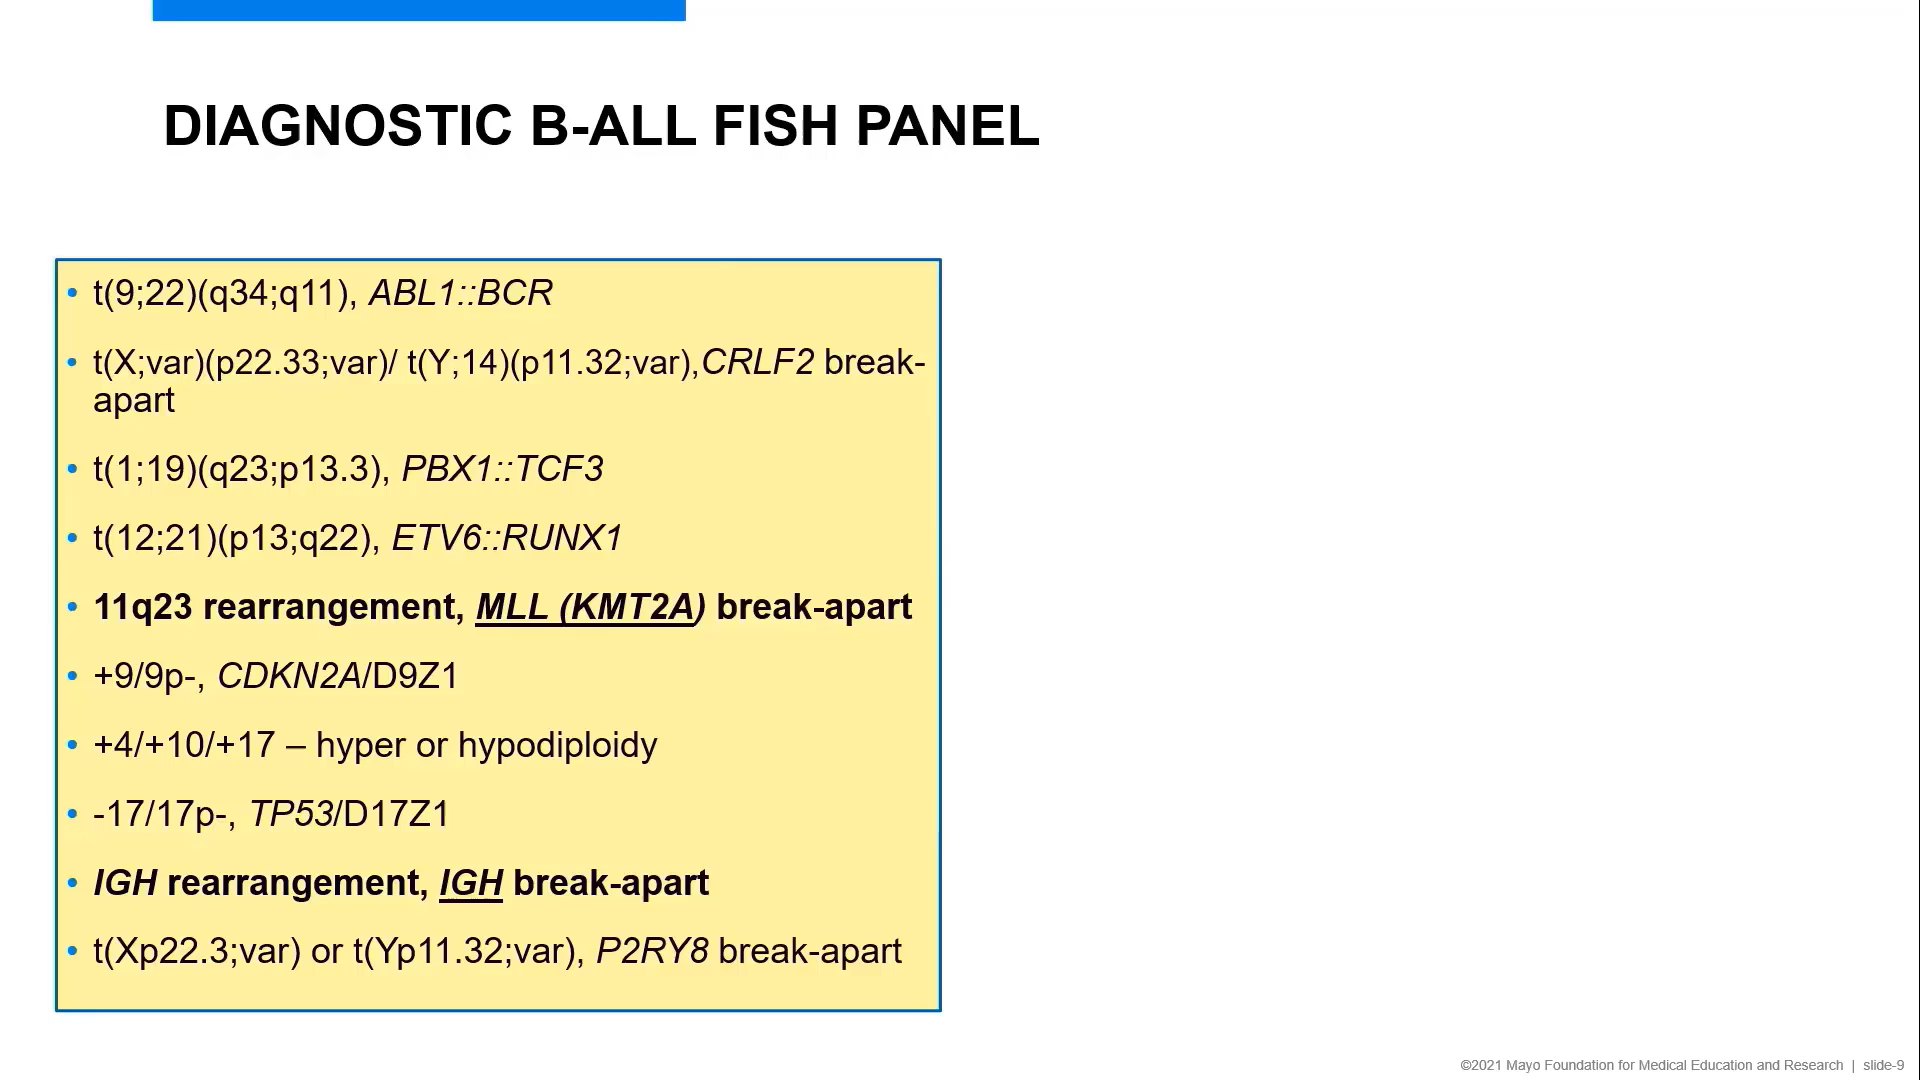 DIAGNOSTIC B-ALL FISH PANEL
• t(9;22)(q34;q11), ABL1::BCR
• t(X;var)(p22.33;var)/ t(Y;14)(p11.32;var),CRLF2 break-
apart
• t(1;19)(q23;p13.3), PBX1::TCF3
• t(12;21)(p13;q22), ETV6::RUNX1
• 11q23 rearrangement, MLL (KMT2A) break-apart
• +9/9p-, CDKN2A/D9Z1
• +4/+10/+17 – hyper or hypodiploidy
• -17/17p-, TP53/D17Z1
• IGH rearrangement, IGH break-apart
• t(Xp22.3;var) or t(Yp11.32;var), P2RY8 break-apart
©2021 Mayo Foundation for Medical Education and Research | slide-9